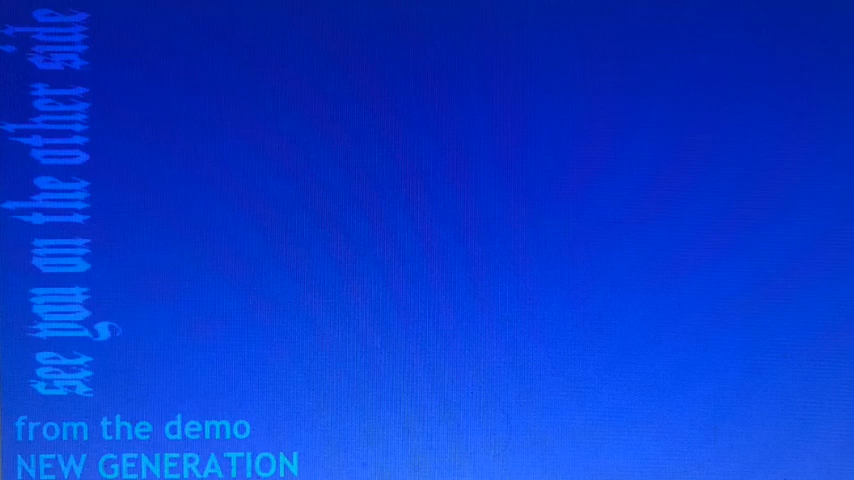 see you on the other side
from the demo
NEW GENERATION